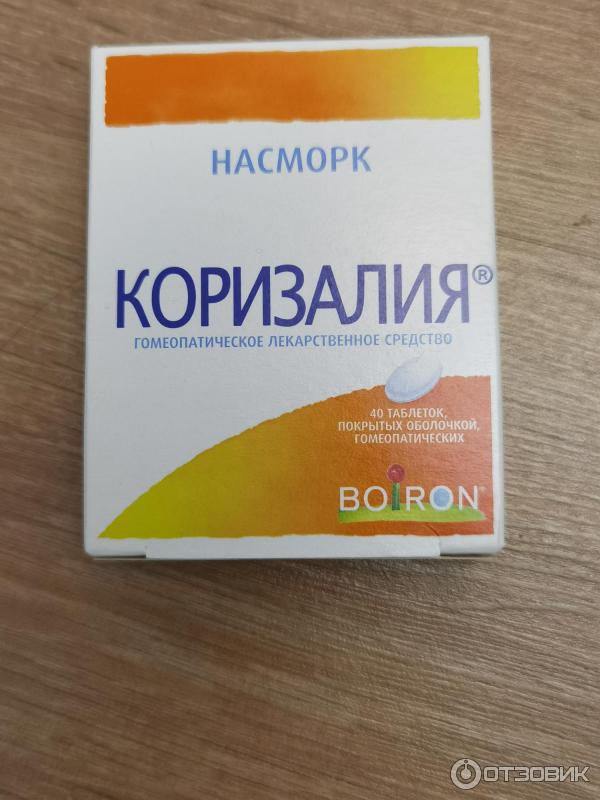 НАСМОРК
КОРИЗАЛИЯ®
ГОМЕОПАТИЧЕСКОЕ ЛЕКАРСТВЕННОЕ СРЕДСТВО
40 ТАБЛЕТОК,
ПОКРЫТЫХ ОБОЛОЧКОЙ,
ГОМЕОПАТИЧЕСКИХ
BOIRON®
ОТЗОВИК